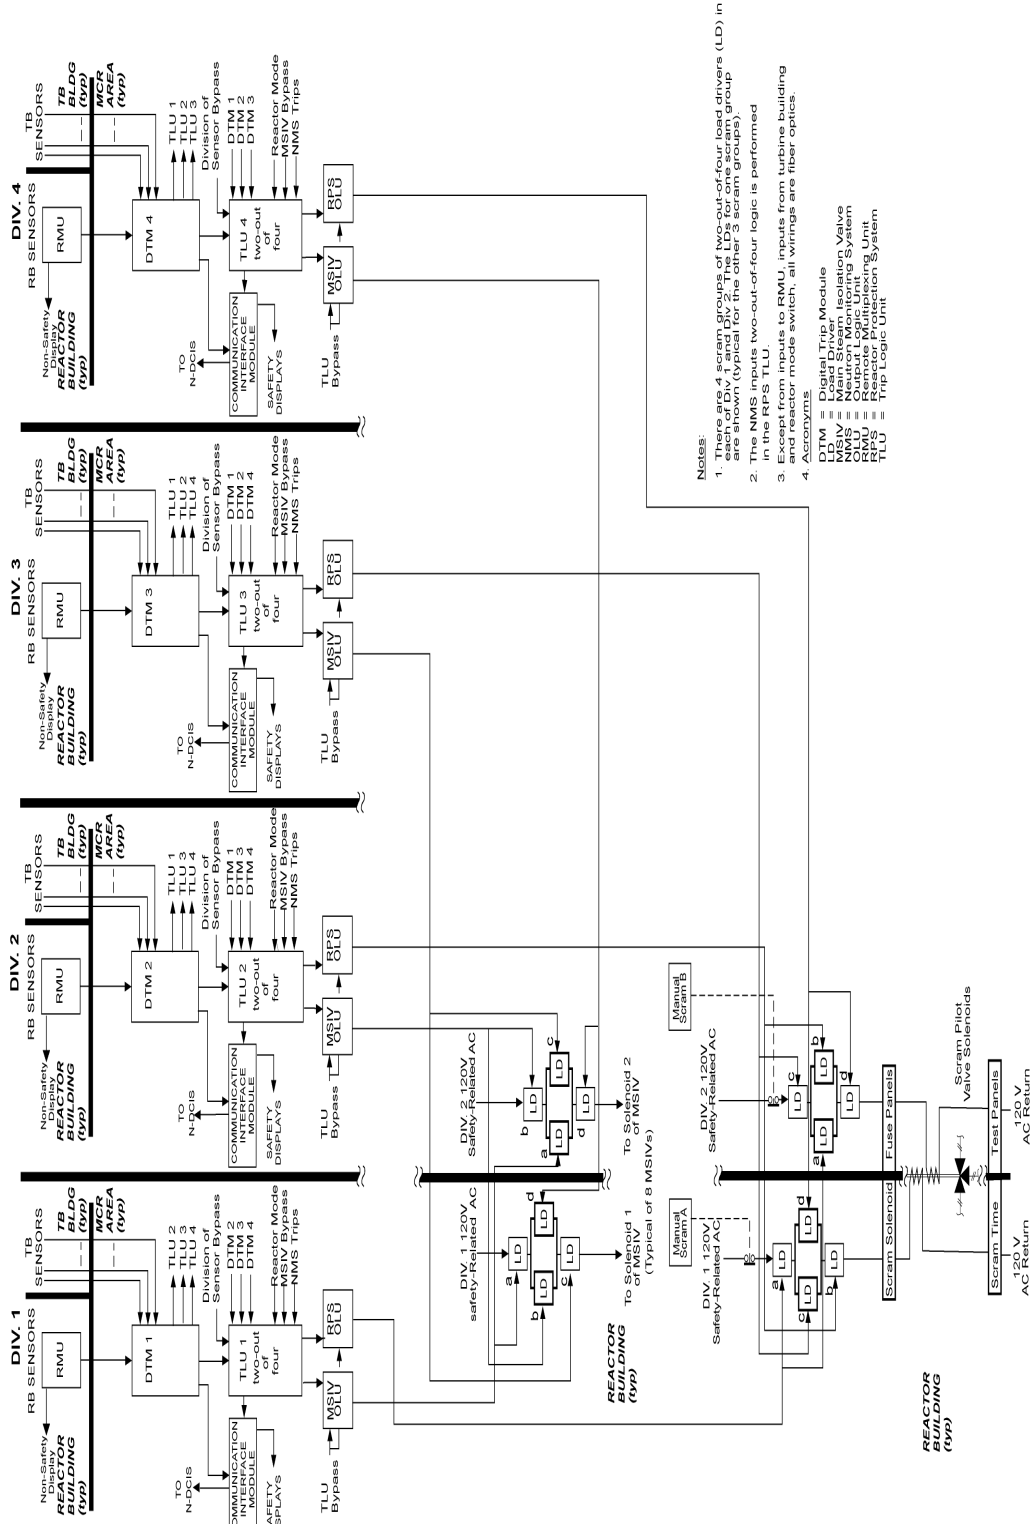 DIV. 1
RB SENSORS
TB
SENSORS
RMU
Non-Safety
Display
REACTOR
BUILDING
(typ)
TB
BLDG
(typ)
MCR
AREA
(typ)
DTM 1
TLU 2
TLU 3
TLU 4
Division of
Sensor Bypass
TO
N-DCIS
TLU 1
two-out
of
four
DTM 2
DTM 3
DTM 4
Reactor Mode
MSIV Bypass
NMS Trips
OMMUNICATION
INTERFACE
MODULE
AFETY
DISPLAYS
TLU
Bypass
MSIV
OLU
RPS
OLU
DIV. 2
RB SENSORS
TB
SENSORS
RMU
Non-Safety
Display
REACTOR
BUILDING
(typ)
TB
BLDG
(typ)
MCR
AREA
(typ)
DTM 2
TLU 1
TLU 3
TLU 4
Division of
Sensor Bypass
TO
N-DCIS
TLU 2
two-out
of
four
DTM 1
DTM 3
DTM 4
Reactor Mode
MSIV Bypass
NMS Trips
COMMUNICATION
INTERFACE
MODULE
SAFETY
DISPLAYS
TLU
Bypass
MSIV
OLU
RPS
OLU
DIV. 3
RB SENSORS
TB
SENSORS
RMU
Non-Safety
Display
REACTOR
BUILDING
(typ)
TB
BLDG
(typ)
MCR
AREA
(typ)
DTM 3
TLU 1
TLU 2
TLU 4
Division of
Sensor Bypass
TO
N-DCIS
TLU 3
two-out
of
four
DTM 1
DTM 2
DTM 4
Reactor Mode
MSIV Bypass
NMS Trips
COMMUNICATION
INTERFACE
MODULE
SAFETY
DISPLAYS
TLU
Bypass
MSIV
OLU
RPS
OLU
DIV. 4
RB SENSORS
TB
SENSORS
RMU
Non-Safety
Display
REACTOR
BUILDING
(typ)
TB
BLDG
(typ)
MCR
AREA
(typ)
DTM 4
TLU 1
TLU 2
TLU 3
Division of
Sensor Bypass
TO
N-DCIS
TLU 4
two-out
of
four
DTM 1
DTM 2
DTM 3
Reactor Mode
MSIV Bypass
NMS Trips
COMMUNICATION
INTERFACE
MODULE
SAFETY
DISPLAYS
TLU
Bypass
MSIV
OLU
RPS
OLU
DIV. 1 120V
safety-Related AC
a
LD
b
LD
LD
d
c
LD
To Solenoid 1
of MSIV
DIV. 2 120V
Safety-Related AC
b
LD
a
LD
LD
c
d
LD
To Solenoid 2
of MSIV
(Typical of 8 MSIVs)
REACTOR
BUILDING
(typ)
Manual
Scram A
DIV. 1 120V
Safety-Related AC
a
LD
c
LD
LD
d
b
LD
Manual
Scram B
DIV. 2 120V
Safety-Related AC
c
LD
a
LD
LD
b
d
LD
Scram Solenoid Fuse Panels
Scram Pilot
Valve Solenoids
Scram Time Test Panels
120 V
AC Return
120 V
AC Return
REACTOR
BUILDING
(typ)
Notes:
1. There are 4 scram groups of two-out-of-four load drivers (LD) in
each of Div 1 and Div 2. The LDs for one scram group
are shown (typical for the other 3 scram groups).
2. The NMS inputs two-out-of-four logic is performed
in the RPS TLU.
3. Except from inputs to RMU, inputs from turbine building
and reactor mode switch, all wirings are fiber optics.
4. Acronyms
DTM = Digital Trip Module
LD = Load Driver
MSIV = Main Steam Isolation Valve
NMS = Neutron Monitoring System
OLU = Output Logic Unit
RMU = Remote Multiplexing Unit
RPS = Reactor Protection System
TLU = Trip Logic Unit